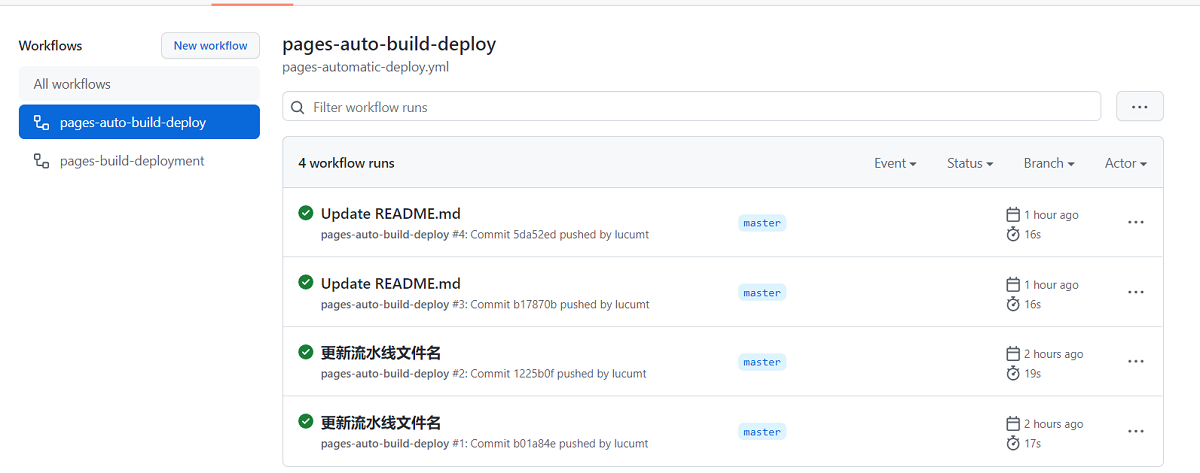 Workflows
New workflow
All workflows
pages-auto-build-deploy
pages-build-deployment
pages-auto-build-deploy
pages-automatic-deploy.yml
Filter workflow runs
4 workflow runs
Event
Status
Branch
Actor
Update README.md
pages-auto-build-deploy #4: Commit 5da52ed pushed by lucumt
master
1 hour ago
16s
Update README.md
pages-auto-build-deploy #3: Commit b17870b pushed by lucumt
master
1 hour ago
16s
更新流水线文件名
pages-auto-build-deploy #2: Commit 1225b0f pushed by lucumt
master
2 hours ago
19s
更新流水线文件名
pages-auto-build-deploy #1: Commit b01a84e pushed by lucumt
master
2 hours ago
17s